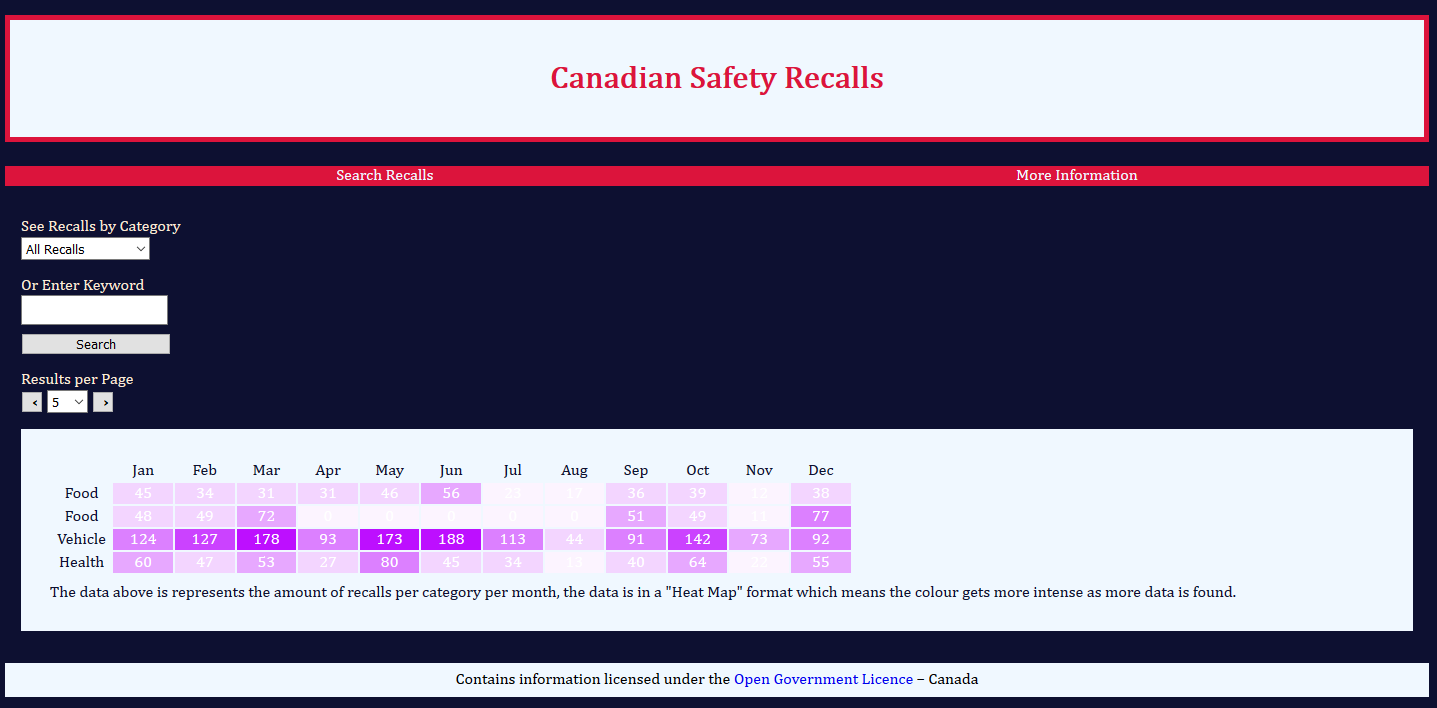 Canadian Safety Recalls
Search Recalls More Information
See Recalls by Category
All Recalls
Or Enter Keyword
Search
Results per Page
< 5 >
Jan Feb Mar Apr May Jun Jul Aug Sep Oct Nov Dec
Food 45 34 31 31 46 56 36 39 38
Food 48 49 72 0 0 0 0 0 51 49 11 77
Vehicle 124 127 178 93 173 188 113 44 91 142 73 92
Health 60 47 53 27 80 45 34 40 64 55
The data above is represents the amount of recalls per category per month, the data is in a "Heat Map" format which means the colour gets more intense as more data is found.
Contains information licensed under the Open Government Licence – Canada